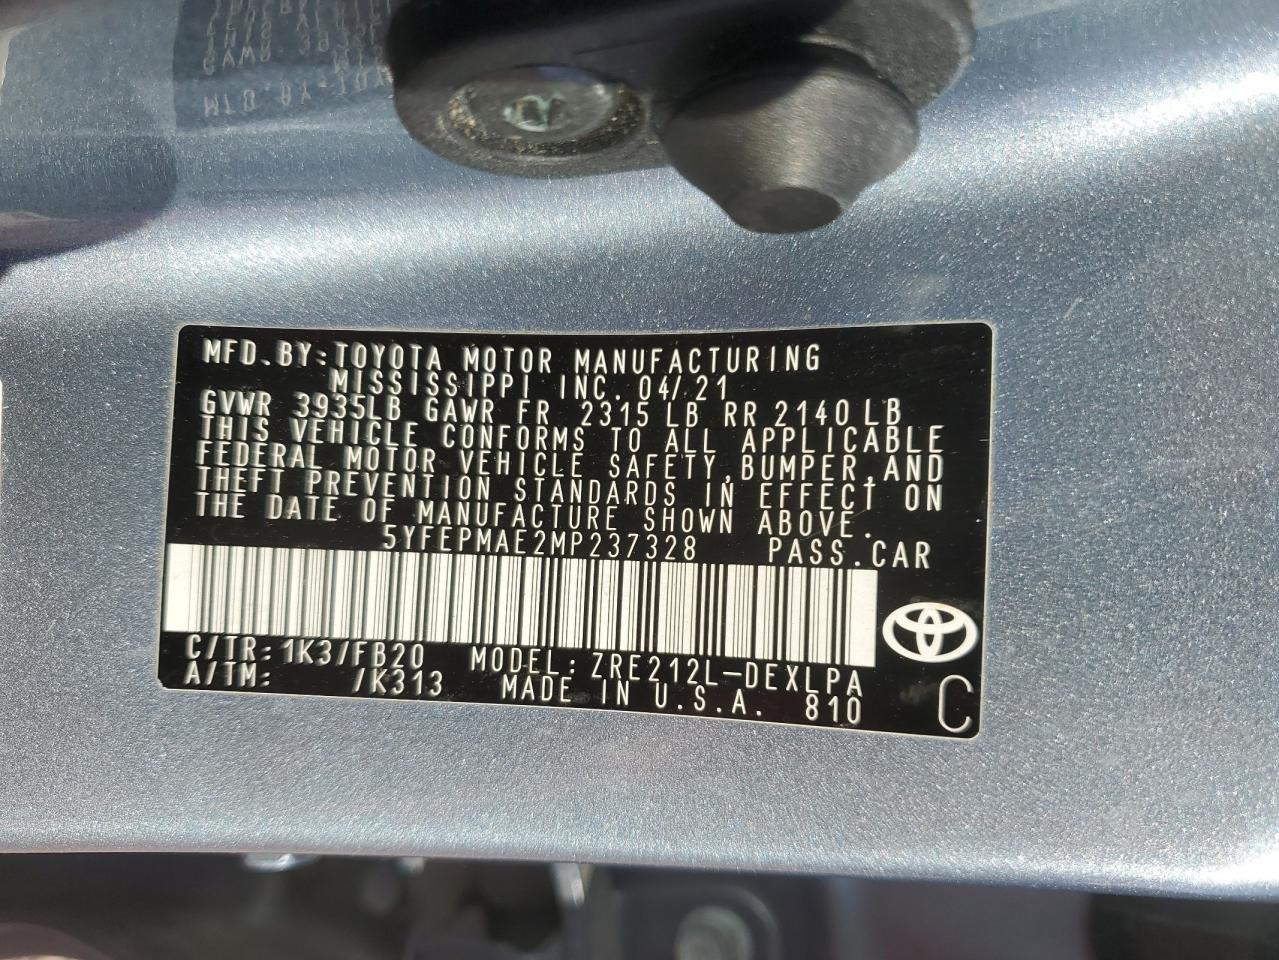 MFD.BY:TOYOTA MOTOR MANUFACTURING
MISSISSIPPI INC. 04/21
GVWR 3935LB GAWR FR 2315 LB RR 2140LB
THIS VEHICLE CONFORMS TO ALL APPLICABLE
FEDERAL MOTOR VEHICLE SAFETY,BUMPER,AND
THEFT PREVENTION STANDARDS IN EFFECT ON
THE DATE OF MANUFACTURE SHOWN ABOVE.
5YFEPMAE2MP237328 PASS.CAR
C/TR:1K3/FB20 MODEL:ZRE212L-DEXLPA
A/TM: /K313 MADE IN U.S.A. 810
C